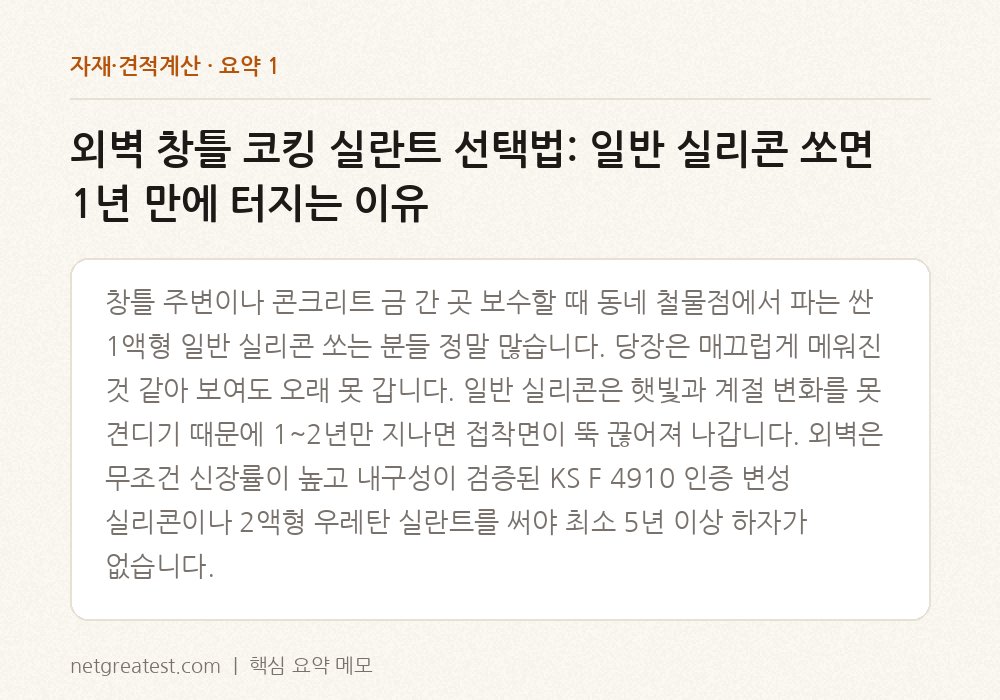 자재·견적계산 · 요약 1
외벽 창틀 코킹 실란트 선택법: 일반 실리콘 쓰면
1년 만에 터지는 이유
창틀 주변이나 콘크리트 금 간 곳 보수할 때 동네 철물점에서 파는 싼
1액형 일반 실리콘 쏘는 분들 정말 많습니다. 당장은 매끄럽게 메워진
것 같아 보여도 오래 못 갑니다. 일반 실리콘은 햇빛과 계절 변화를 못
견디기 때문에 1~2년만 지나면 접착면이 뚝 끊어져 나갑니다. 외벽은
무조건 신장률이 높고 내구성이 검증된 KS F 4910 인증 변성
실리콘이나 2액형 우레탄 실란트를 써야 최소 5년 이상 하자가
없습니다.
netgreatest.com | 핵심 요약 메모